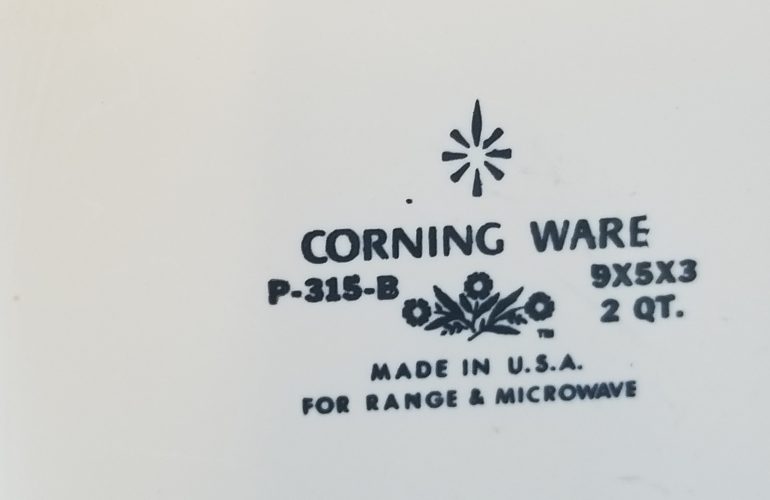 CORNING WARE
P-315-B 9X5X3
2 QT.
TM
MADE IN U.S.A.
FOR RANGE & MICROWAVE